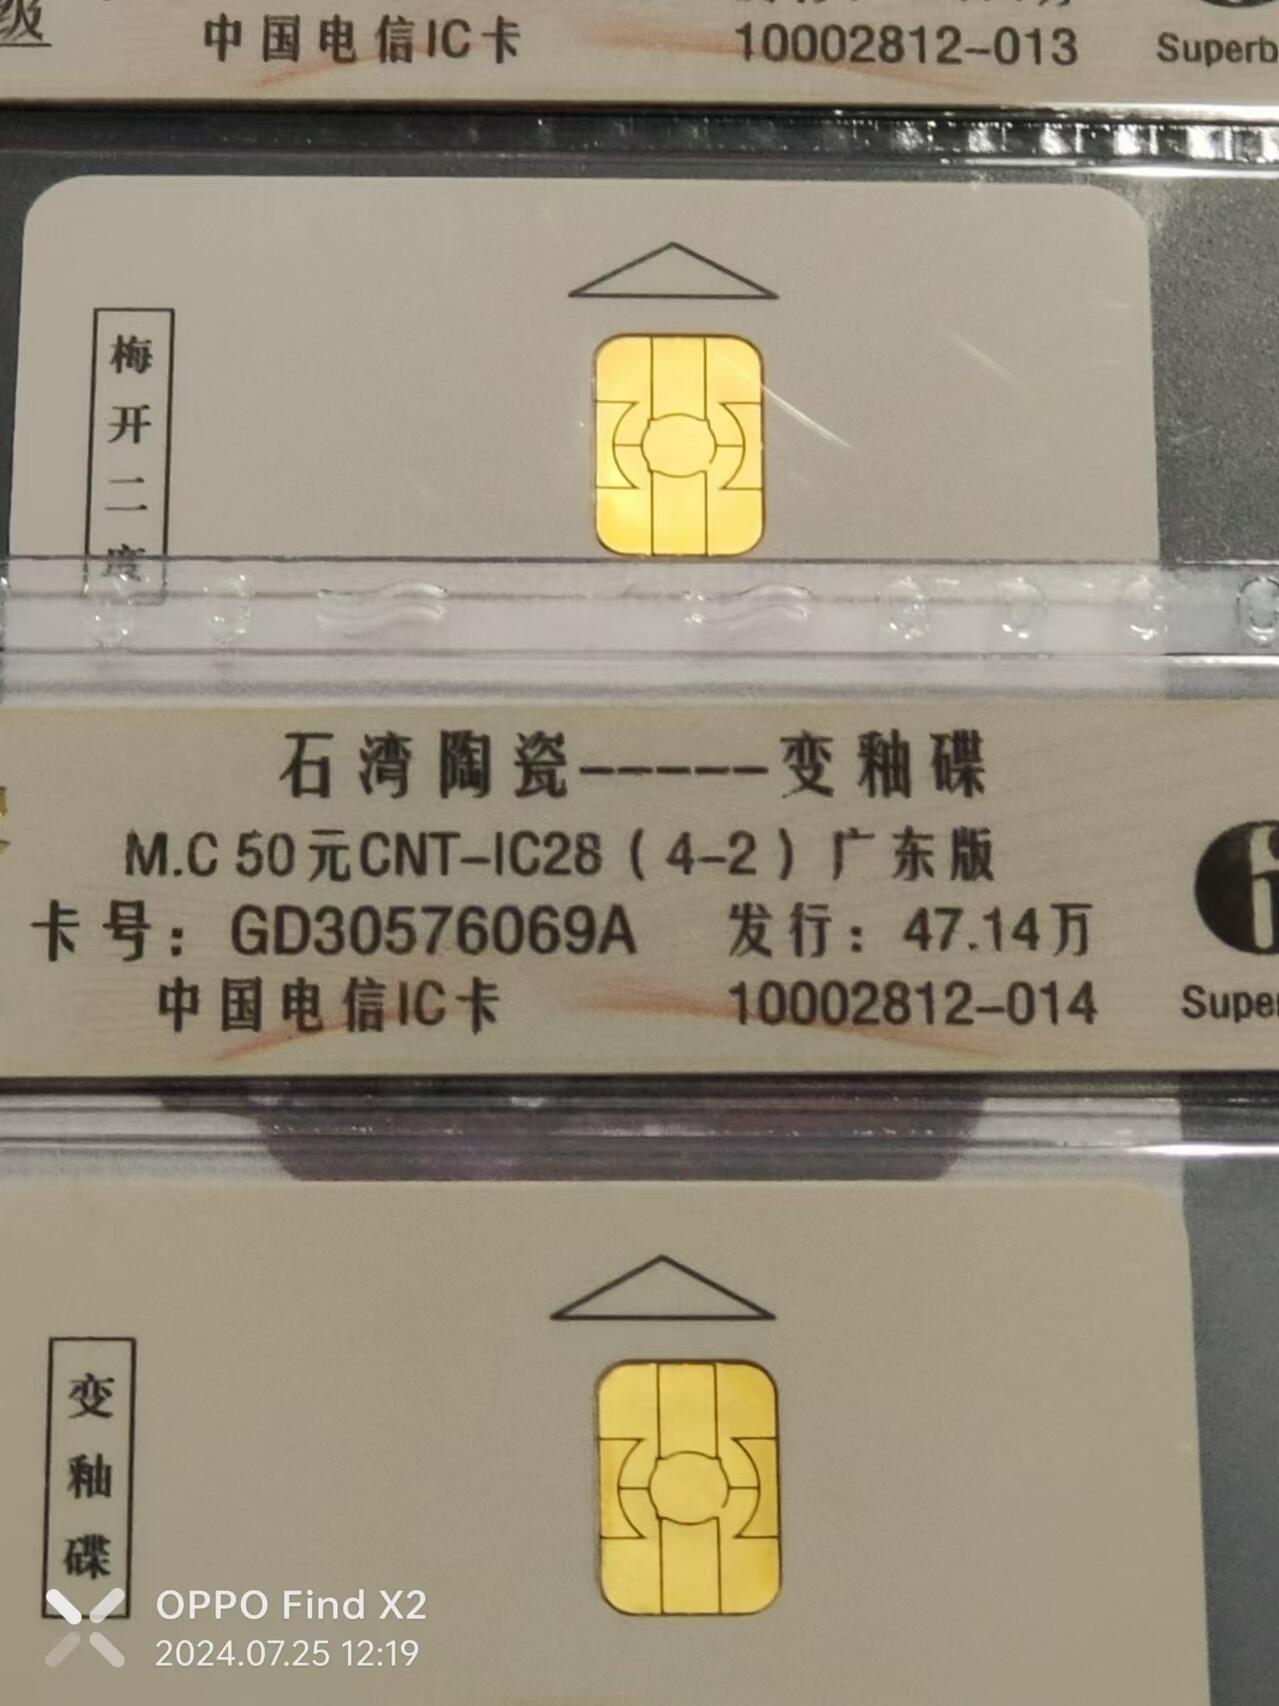 级
中国电信IC卡
10002812-013
Superb
梅开二度
石湾陶瓷-----变釉碟
M.C 50元CNT-IC28(4-2)广东版
卡号:GD30576069A 发行:47.14万
中国电信IC卡 10002812-014
Super
变釉碟
OPPO Find X2
2024.07.25 12:19